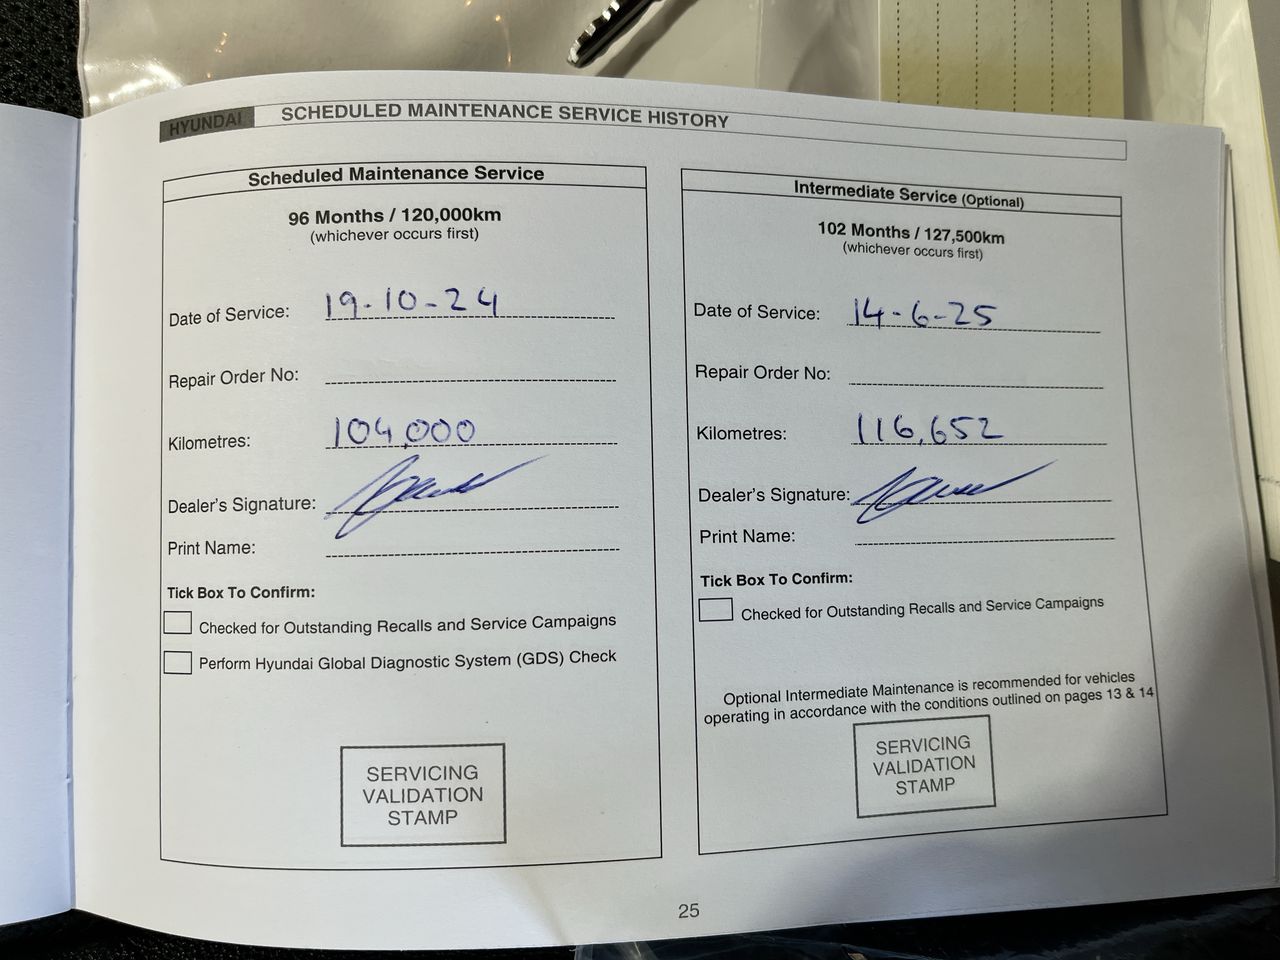 HYUNDAI SCHEDULED MAINTENANCE SERVICE HISTORY
Scheduled Maintenance Service
96 Months / 120,000km
(whichever occurs first)
Date of Service: 19-10-24
Repair Order No:
Kilometres: 104,000
Dealer's Signature:
Print Name:
Tick Box To Confirm:
Checked for Outstanding Recalls and Service Campaigns
Perform Hyundai Global Diagnostic System (GDS) Check
SERVICING
VALIDATION
STAMP
Intermediate Service (Optional)
102 Months / 127,500km
(whichever occurs first)
Date of Service: 14-6-25
Repair Order No:
Kilometres: 116,652
Dealer's Signature:
Print Name:
Tick Box To Confirm:
Checked for Outstanding Recalls and Service Campaigns
Optional Intermediate Maintenance is recommended for vehicles
operating in accordance with the conditions outlined on pages 13 & 14
SERVICING
VALIDATION
STAMP
25